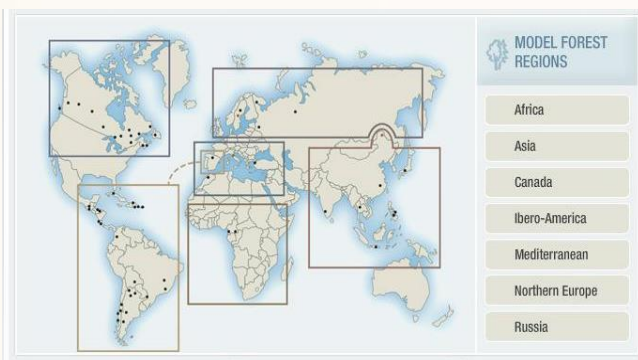 MODEL FOREST
REGIONS
Africa
Asia
Canada
Ibero-America
Mediterranean
Northern Europe
Russia